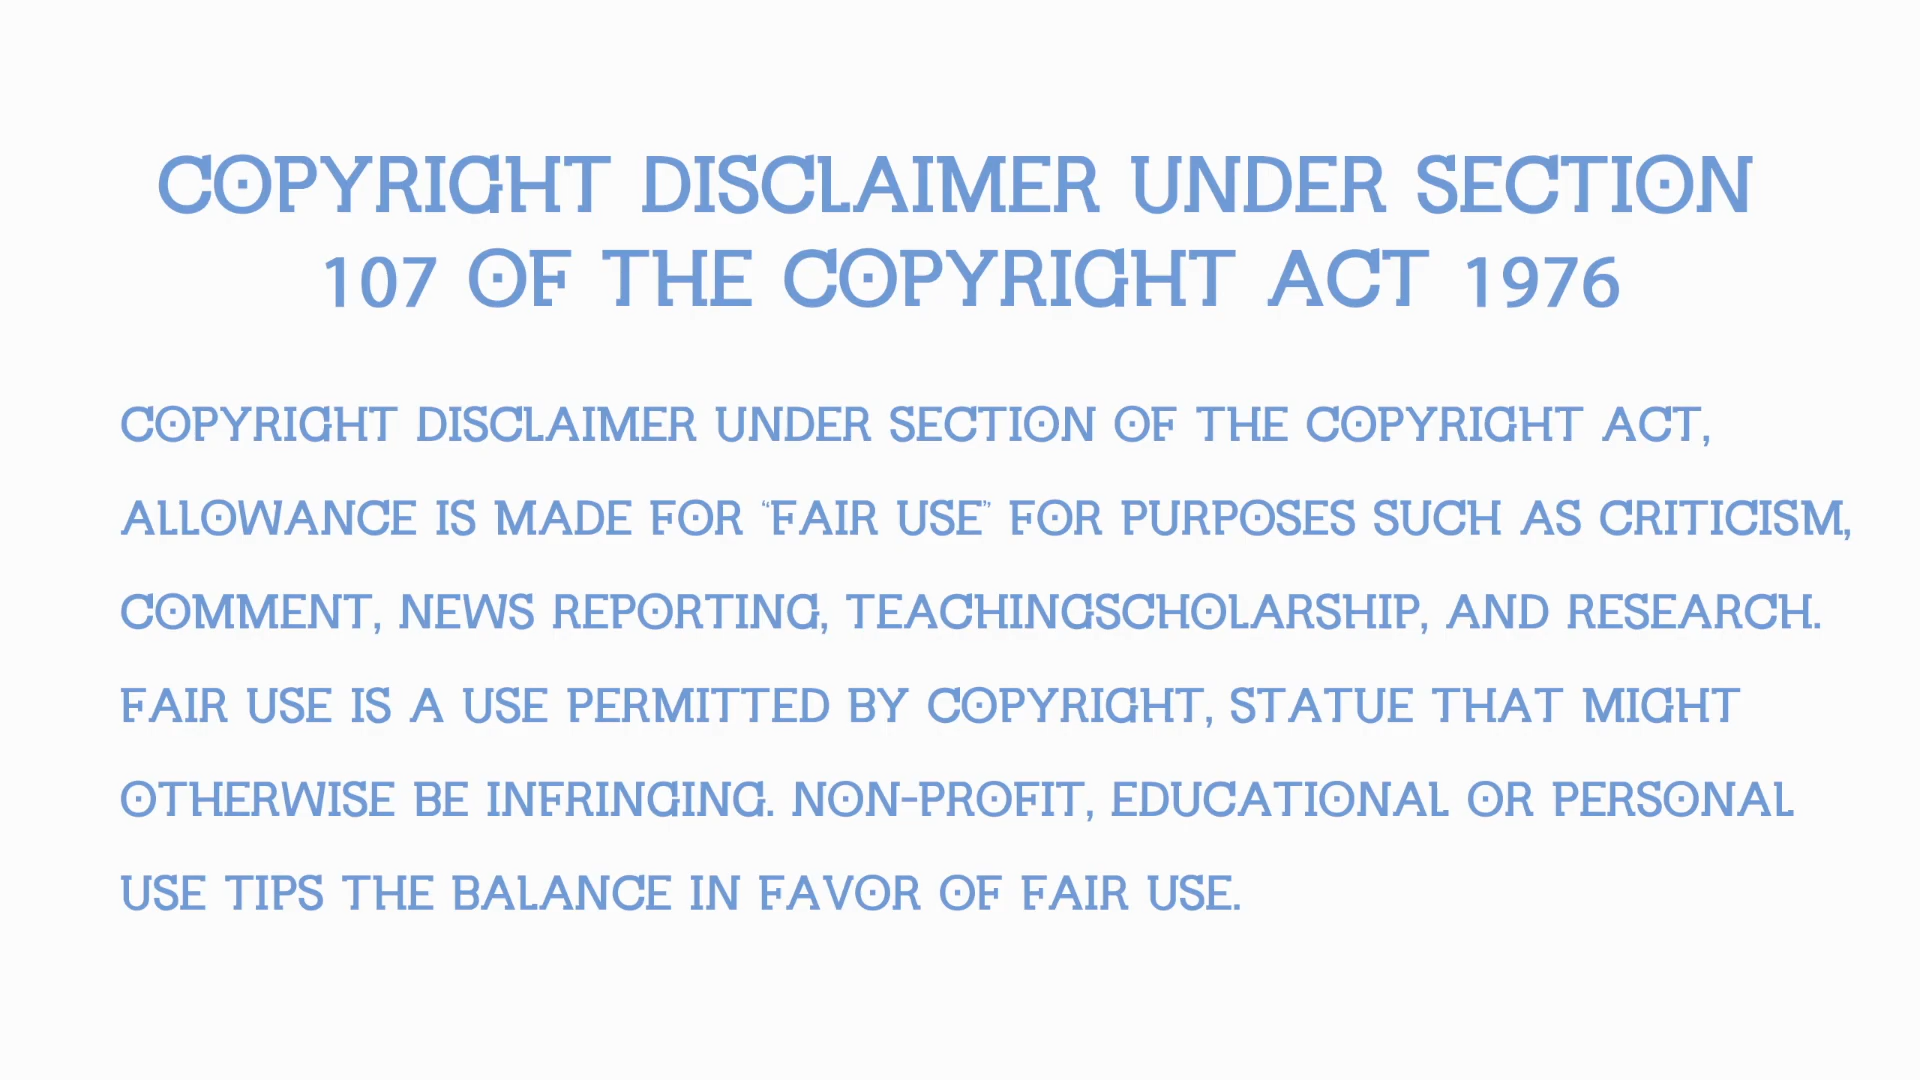 COPYRIGHT DISCLAIMER UNDER SECTION
107 OF THE COPYRIGHT ACT 1976
COPYRIGHT DISCLAIMER UNDER SECTION OF THE COPYRIGHT ACT,
ALLOWANCE IS MADE FOR “FAIR USE” FOR PURPOSES SUCH AS CRITICISM,
COMMENT, NEWS REPORTING, TEACHINGSCHOLARSHIP, AND RESEARCH.
FAIR USE IS A USE PERMITTED BY COPYRIGHT, STATUE THAT MIGHT
OTHERWISE BE INFRINGING. NON-PROFIT, EDUCATIONAL OR PERSONAL
USE TIPS THE BALANCE IN FAVOR OF FAIR USE.